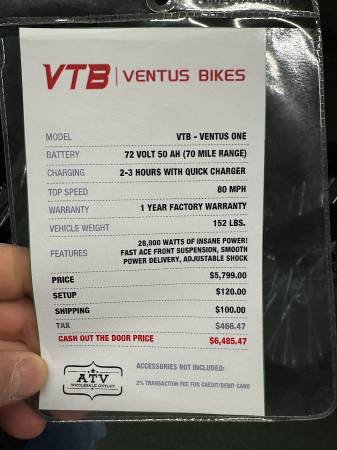 VTB | VENTUS BIKES
MODEL VTB - VENTUS ONE
BATTERY 72 VOLT 50 AH (70 MILE RANGE)
CHARGING 2-3 HOURS WITH QUICK CHARGER
TOP SPEED 80 MPH
WARRANTY 1 YEAR FACTORY WARRANTY
VEHICLE WEIGHT 152 LBS.
FEATURES 28,000 WATTS OF INSANE POWER!
FAST ACE FRONT SUSPENSION, SMOOTH
POWER DELIVERY, ADJUSTABLE SHOCK
PRICE $5,799.00
SETUP $120.00
SHIPPING $100.00
TAX $466.47
CASH OUT THE DOOR PRICE $6,485.47
ATV
WHOLESALE OUTLET
ACCESSORIES NOT INCLUDED:
2% TRANSACTION FEE FOR CREDIT/DEBIT CARD